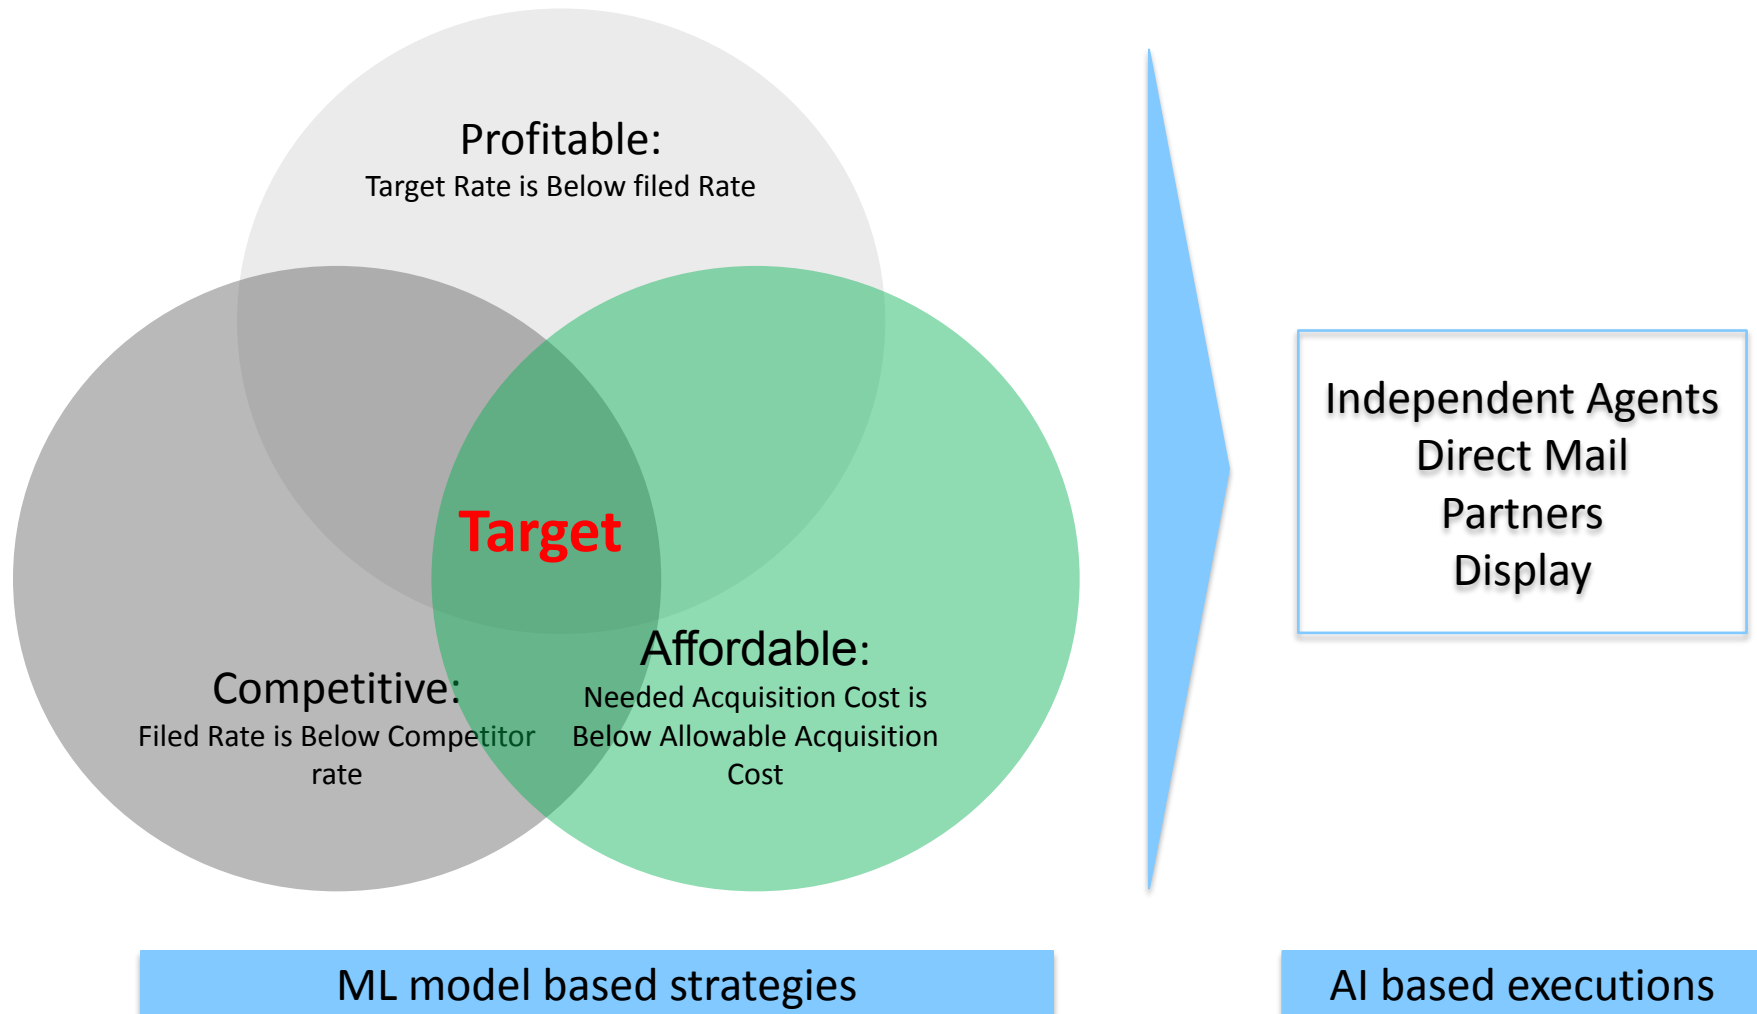 Profitable:
Target Rate is Below filed Rate
Target
Competitive:
Filed Rate is Below Competitor
rate
Affordable:
Needed Acquisition Cost is
Below Allowable Acquisition
Cost
Independent Agents
Direct Mail
Partners
Display
ML model based strategies
AI based executions